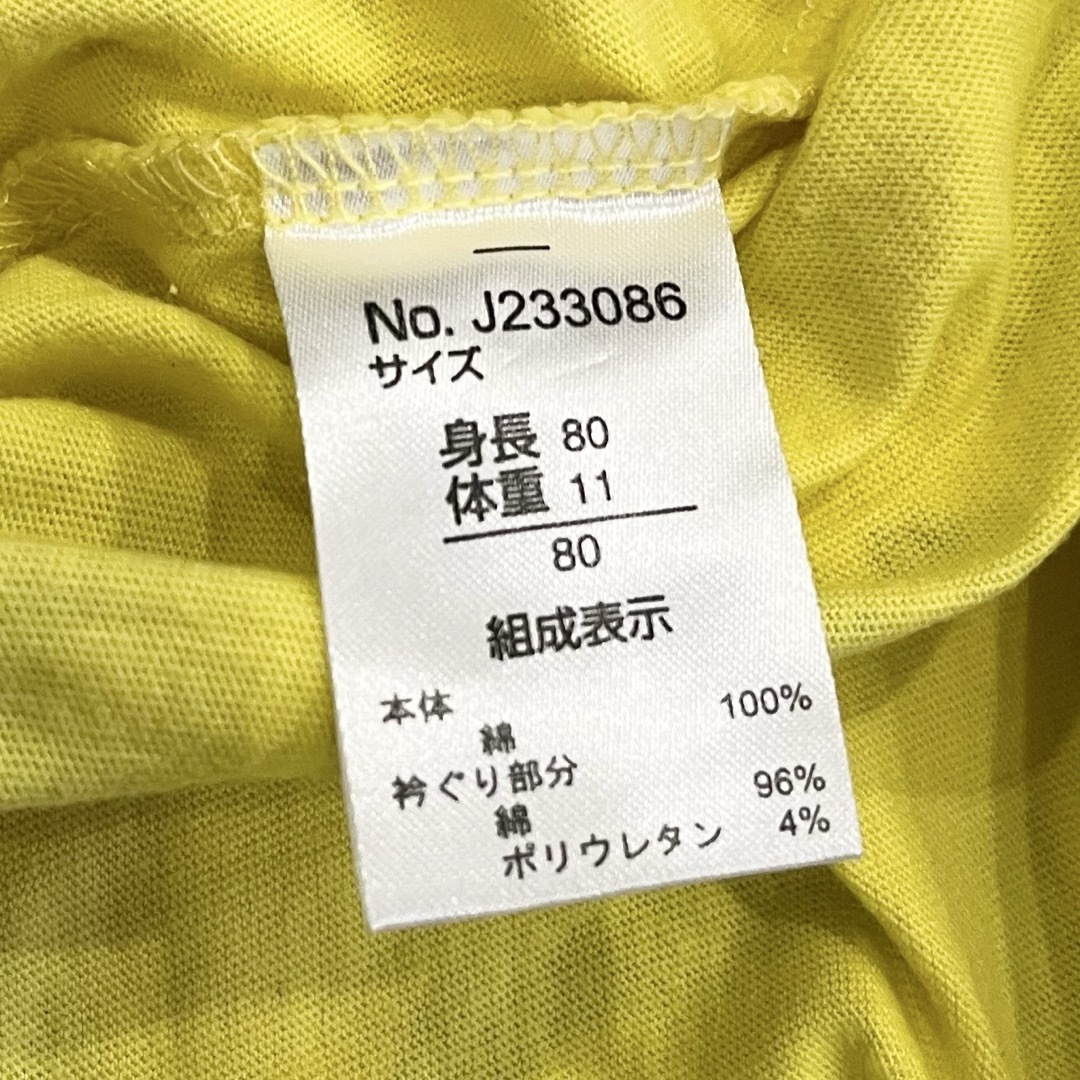 No. J233086
サイズ
身長 80
体重 11
80
組成表示
本体
綿 100%
衿ぐり部分
綿 96%
ポリウレタン 4%